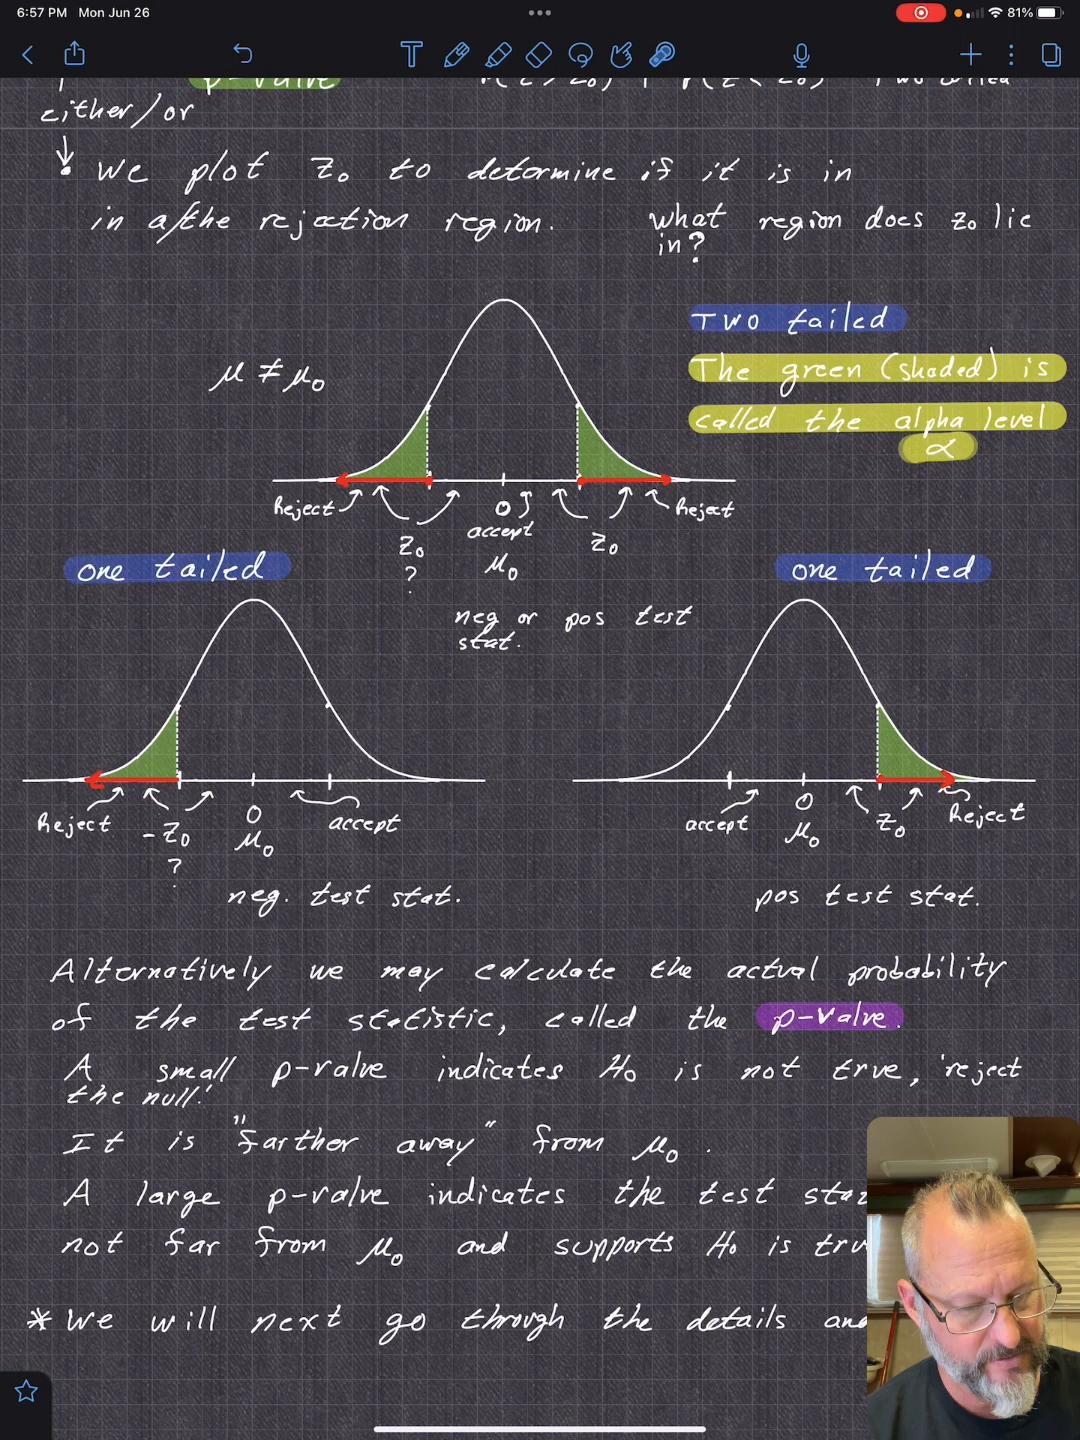 6:57 PM Mon Jun 26
81%
T
p-value
either/or
• We plot Z₀ to determine if it is in
in a/the rejection region. what region does z₀ lie
in?
Two tailed
μ ≠ μ₀
The green (shaded) is
called the alpha level
α
Reject
0
accept
Reject
Z₀
?
μ₀
Z₀
one tailed
one tailed
neg or pos test
stat.
Reject
-Z₀
?
0
μ₀
accept
accept
0
μ₀
Z₀
Reject
neg. test stat.
pos test stat.
Alternatively we may calculate the actual probability
of the test statistic, called the p-value.
A small p-value indicates H₀ is not true, 'reject
the null!'
It is "farther away" from μ₀.
A large p-value indicates the test
not far from μ₀ and supports H₀ is
* We will next go through the details